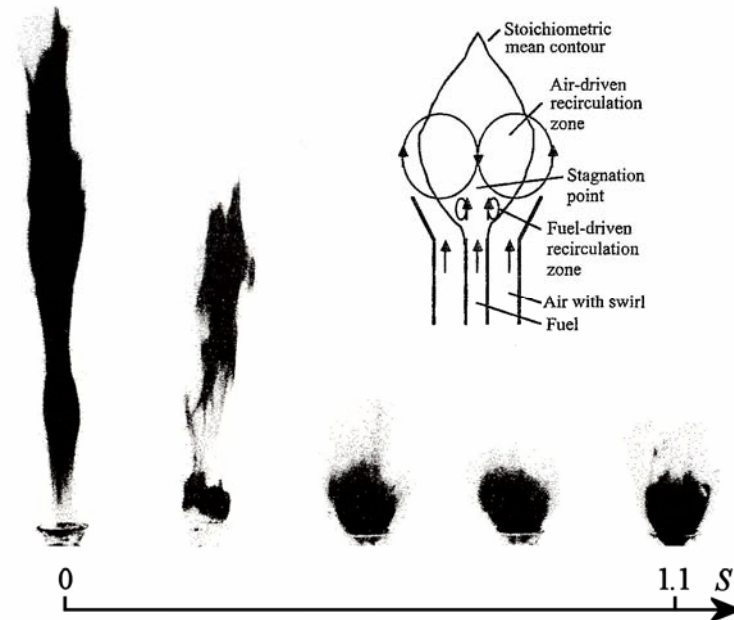 Stoichiometric
mean contour
Air-driven
recirculation
zone
Stagnation
point
Fuel-driven
recirculation
zone
Air with swirl
Fuel
0
1.1
S